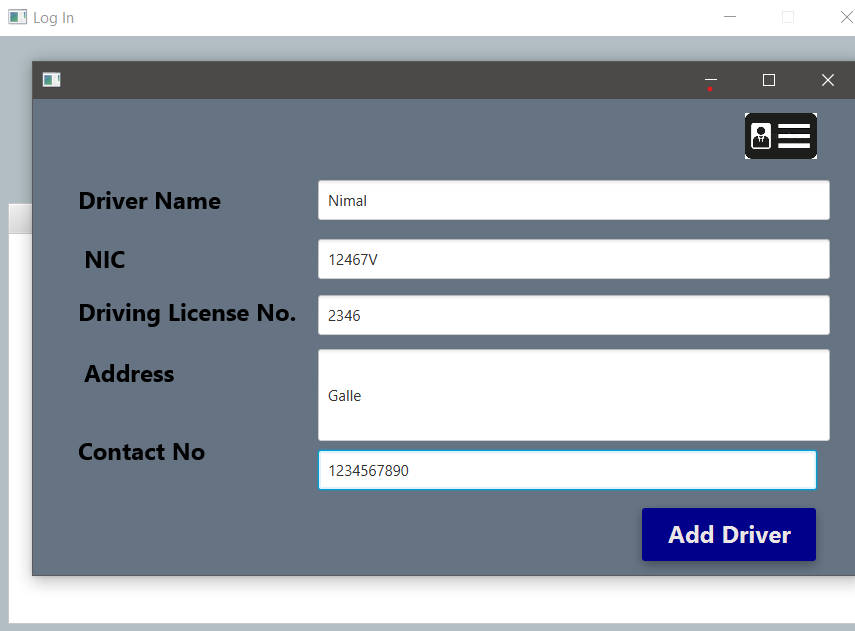 Log In
Driver Name
Nimal
NIC
12467V
Driving License No.
2346
Address
Galle
Contact No
1234567890
Add Driver